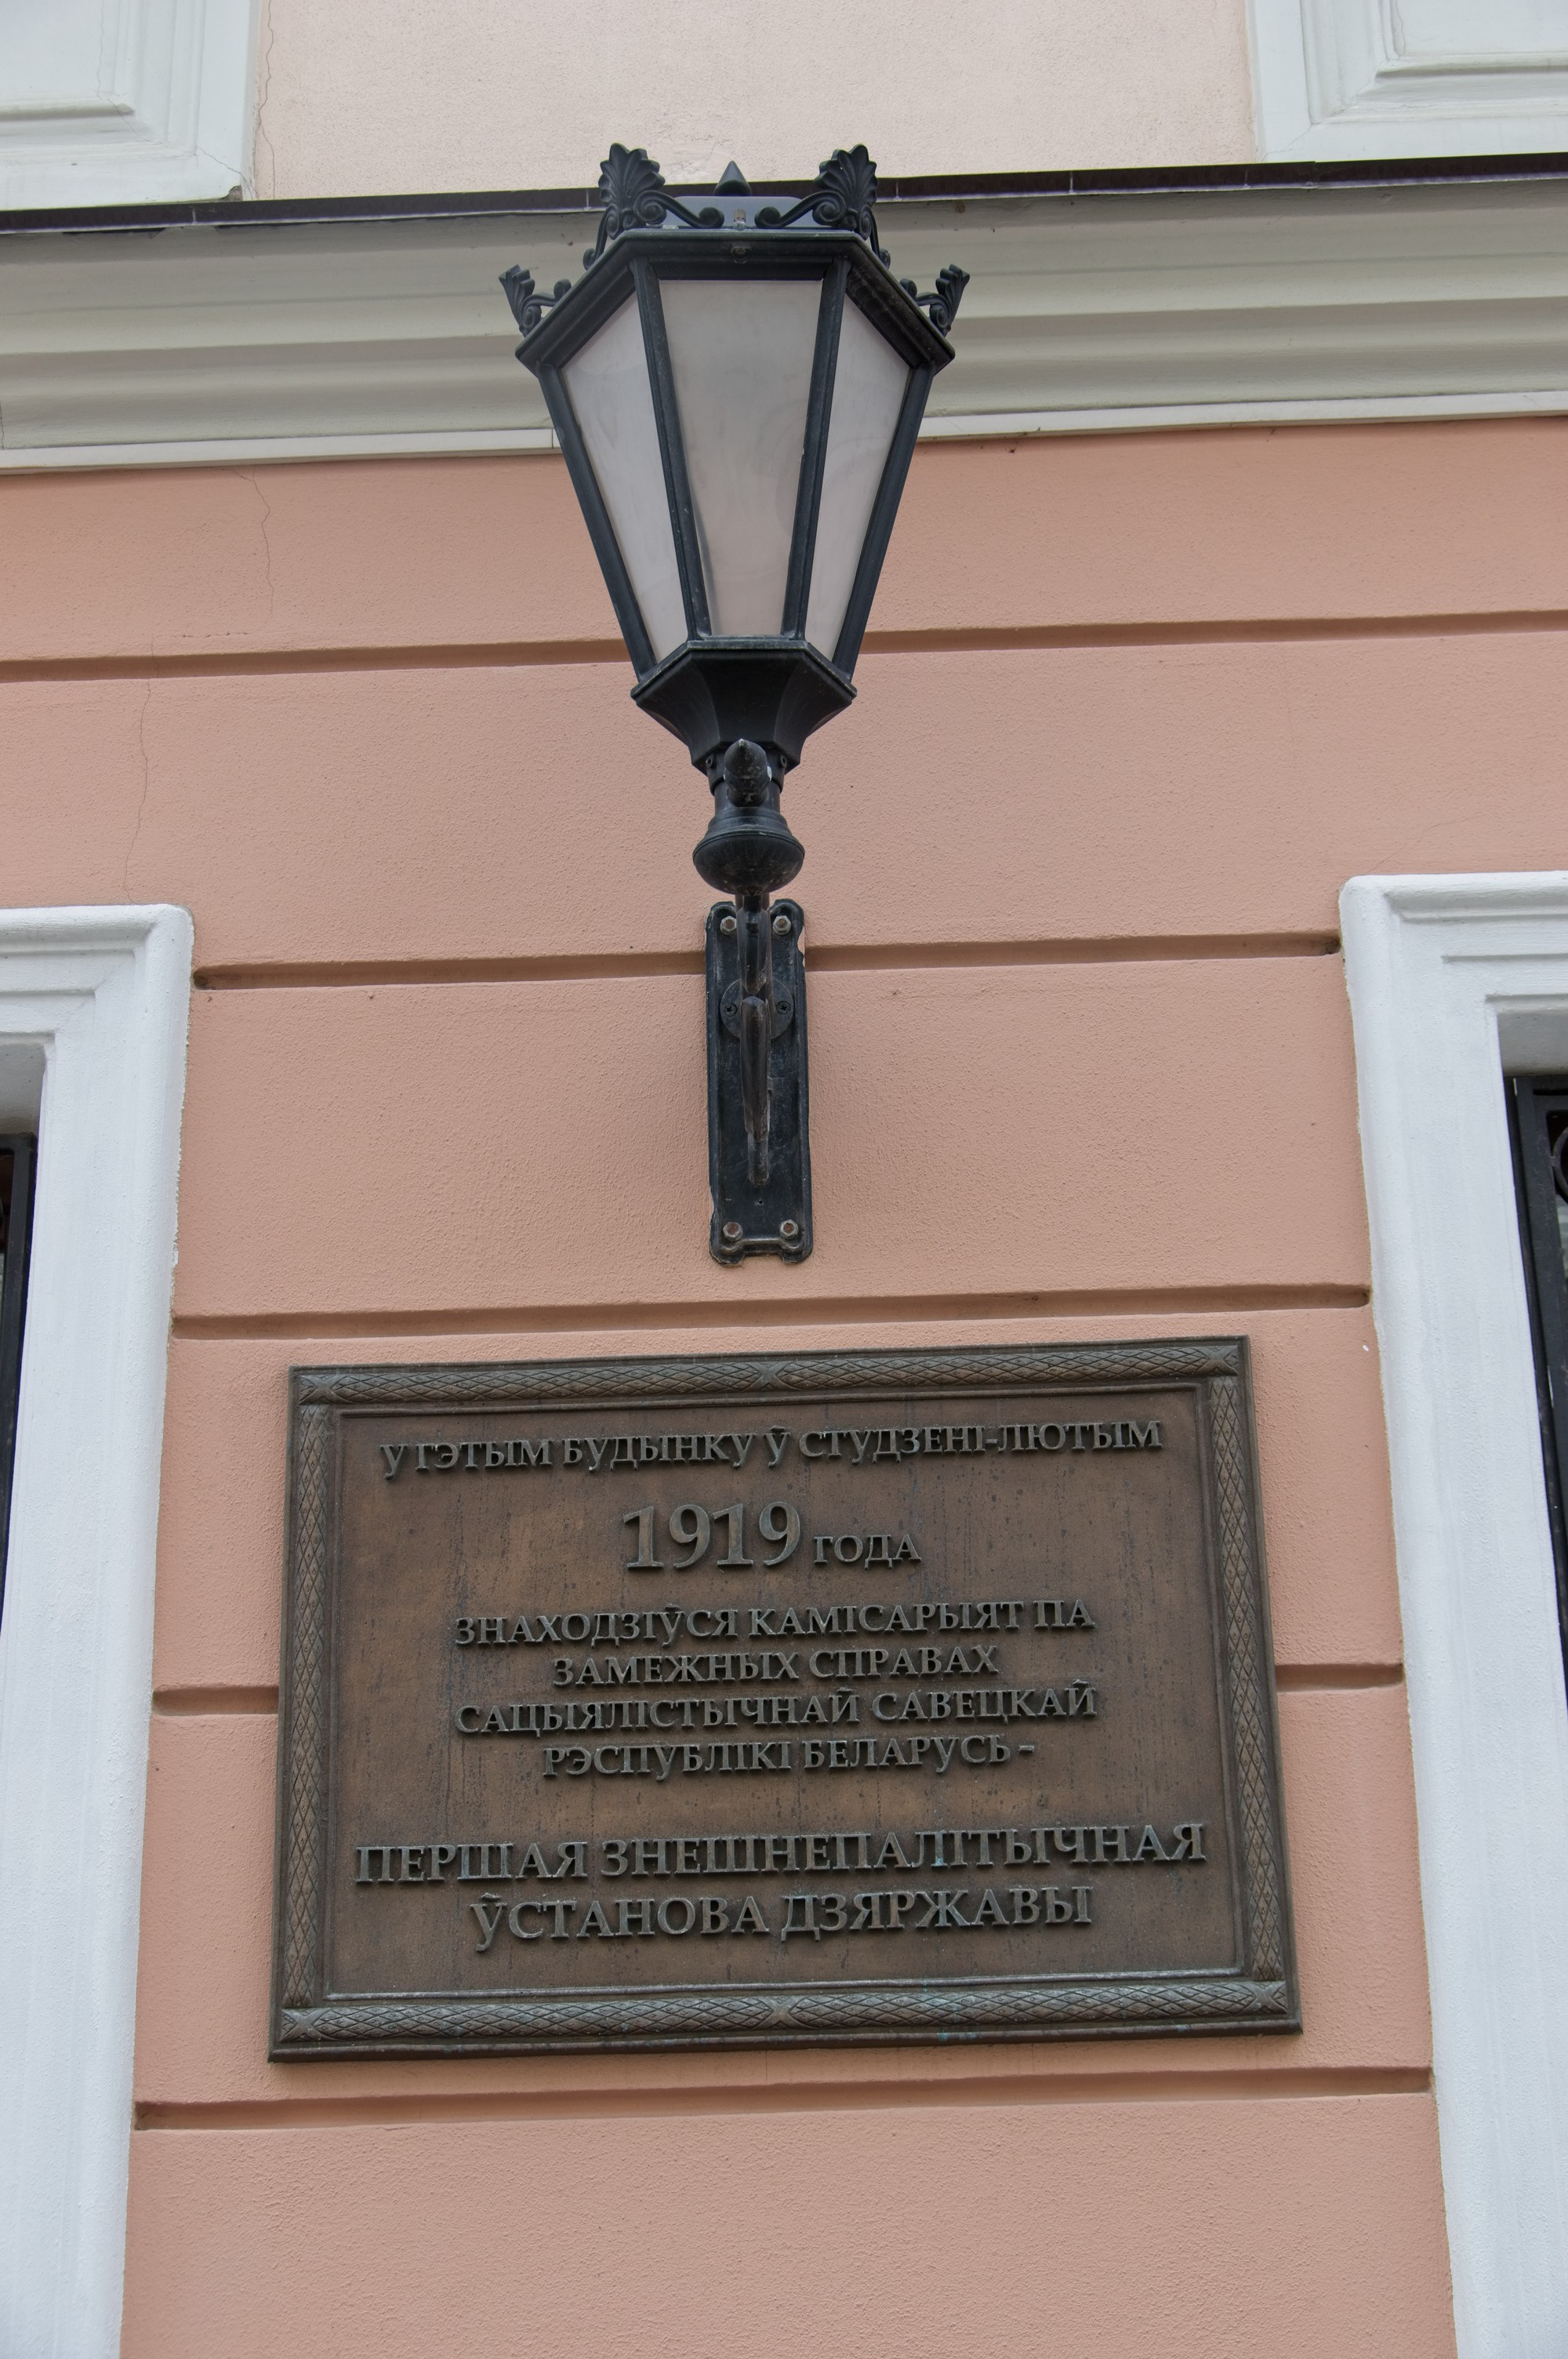 У ГЭТЫМ БУДЫНКУ Ў СТУДЗЕНІ-ЛЮТЫМ
1919 ГОДА
ЗНАХОДЗІЎСЯ КАМІСАРЫЯТ ПА
ЗАМЕЖНЫХ СПРАВАХ
САЦЫЯЛІСТЫЧНАЙ САВЕЦКАЙ
РЭСПУБЛІКІ БЕЛАРУСЬ -
ПЕРШАЯ ЗНЕШНЕПАЛІТЫЧНАЯ
ЎСТАНОВА ДЗЯРЖАВЫ